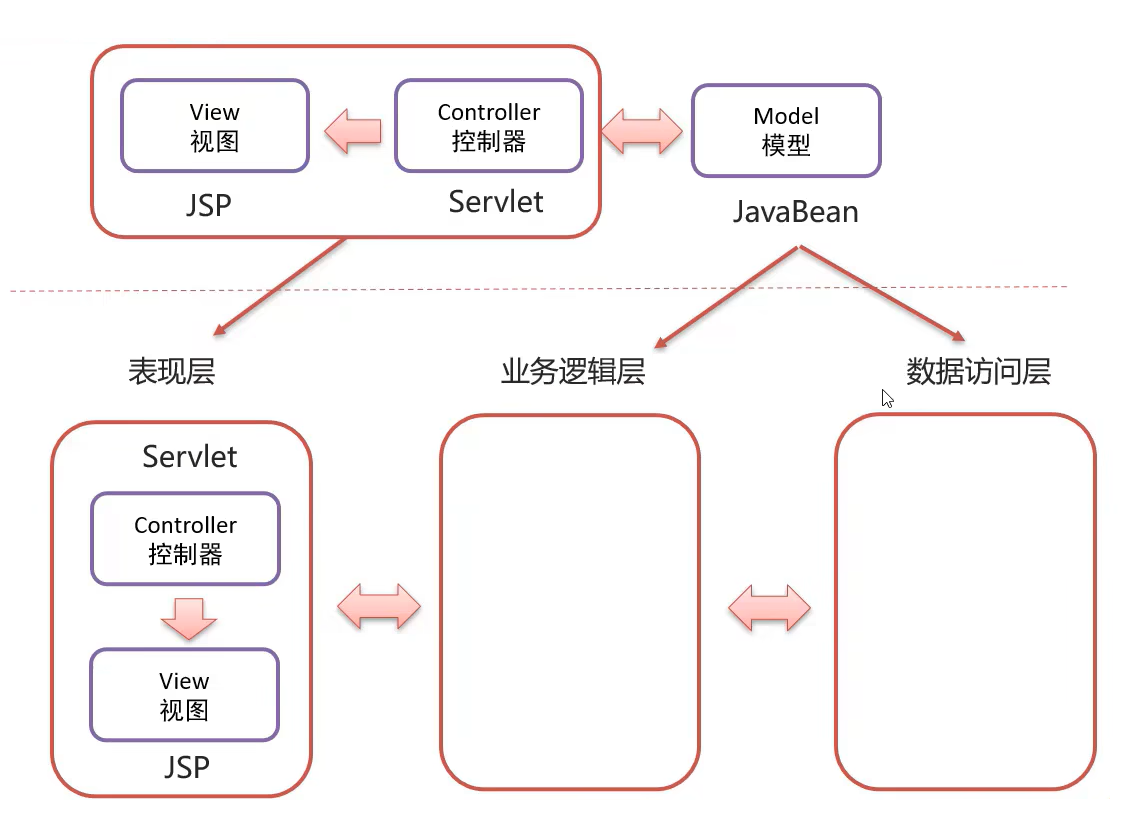 View
视图
JSP
Controller
控制器
Servlet
Model
模型
JavaBean
表现层
业务逻辑层
数据访问层
Servlet
Controller
控制器
View
视图
JSP